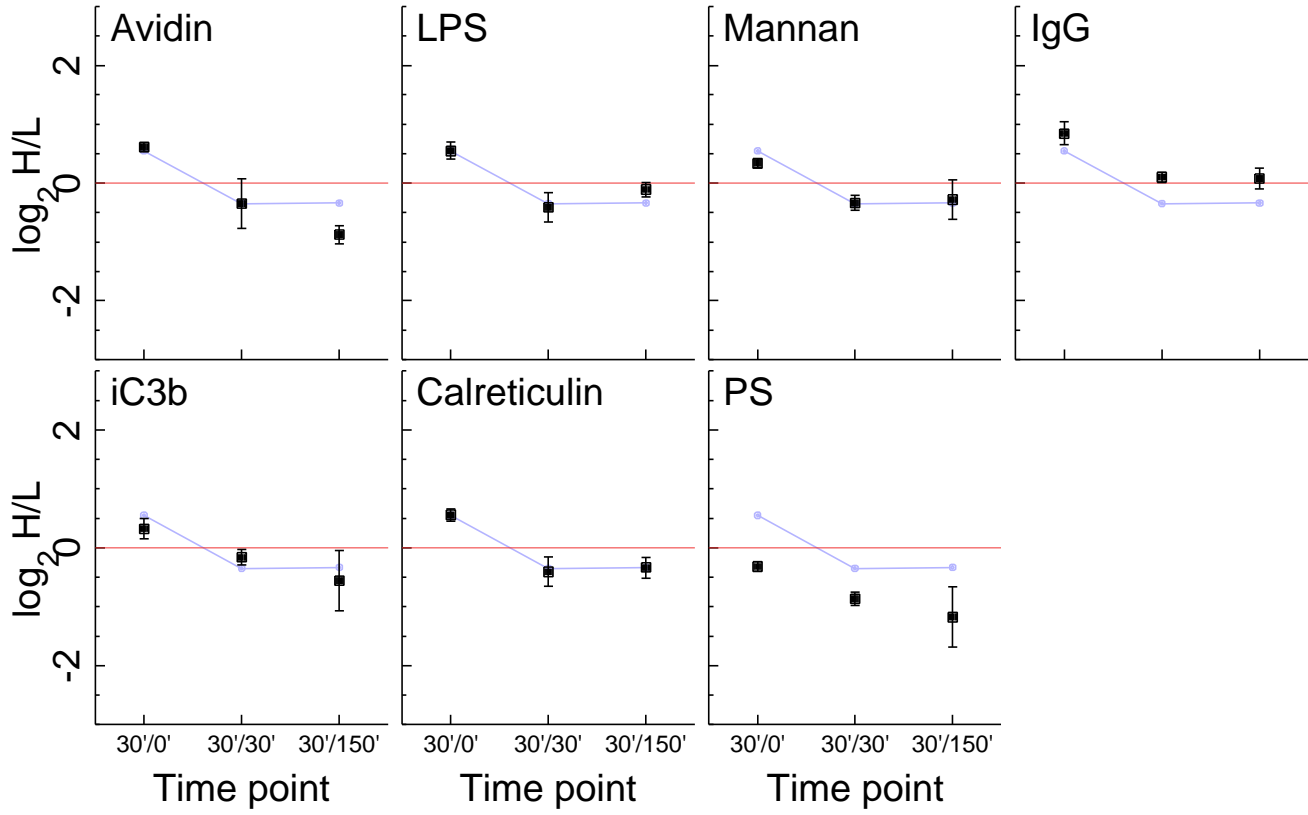 Avidin
LPS
Mannan
IgG
2
0
-2
log2 H/L
iC3b
Calreticulin
PS
2
0
-2
log2 H/L
30'/0' 30'/30' 30'/150'
30'/0' 30'/30' 30'/150'
30'/0' 30'/30' 30'/150'
Time point
Time point
Time point